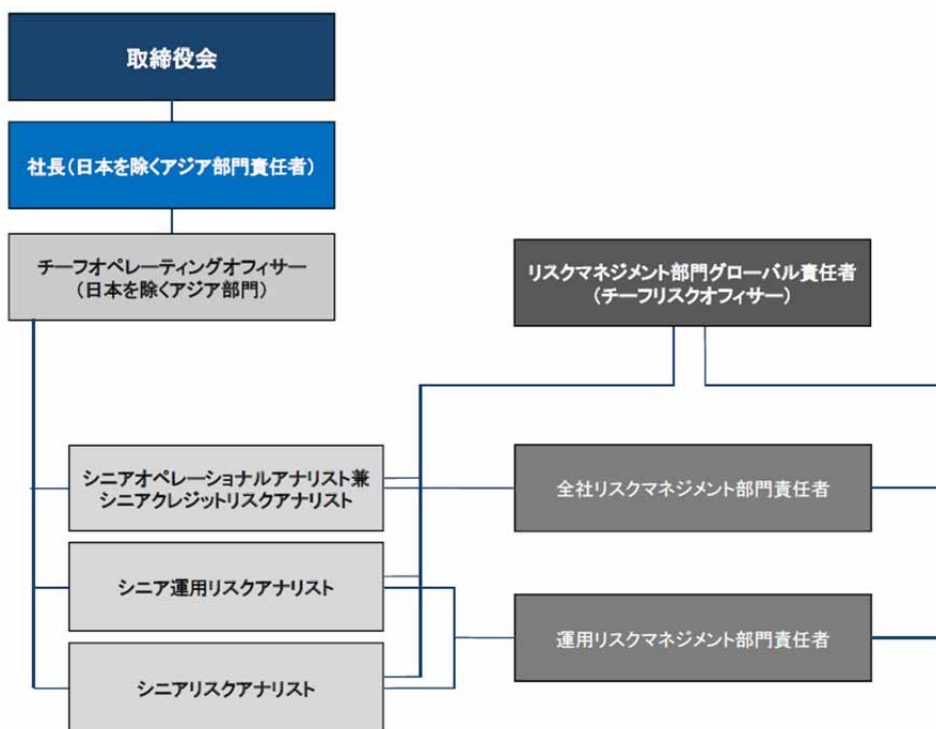 取締役会
社長（日本を除くアジア部門責任者）
チーフオペレーティングオフィサー
（日本を除くアジア部門）
リスクマネジメント部門グローバル責任者
（チーフリスクオフィサー）
シニアオペレーショナルアナリスト兼
シニアクレジットリスクアナリスト
全社リスクマネジメント部門責任者
シニア運用リスクアナリスト
運用リスクマネジメント部門責任者
シニアリスクアナリスト